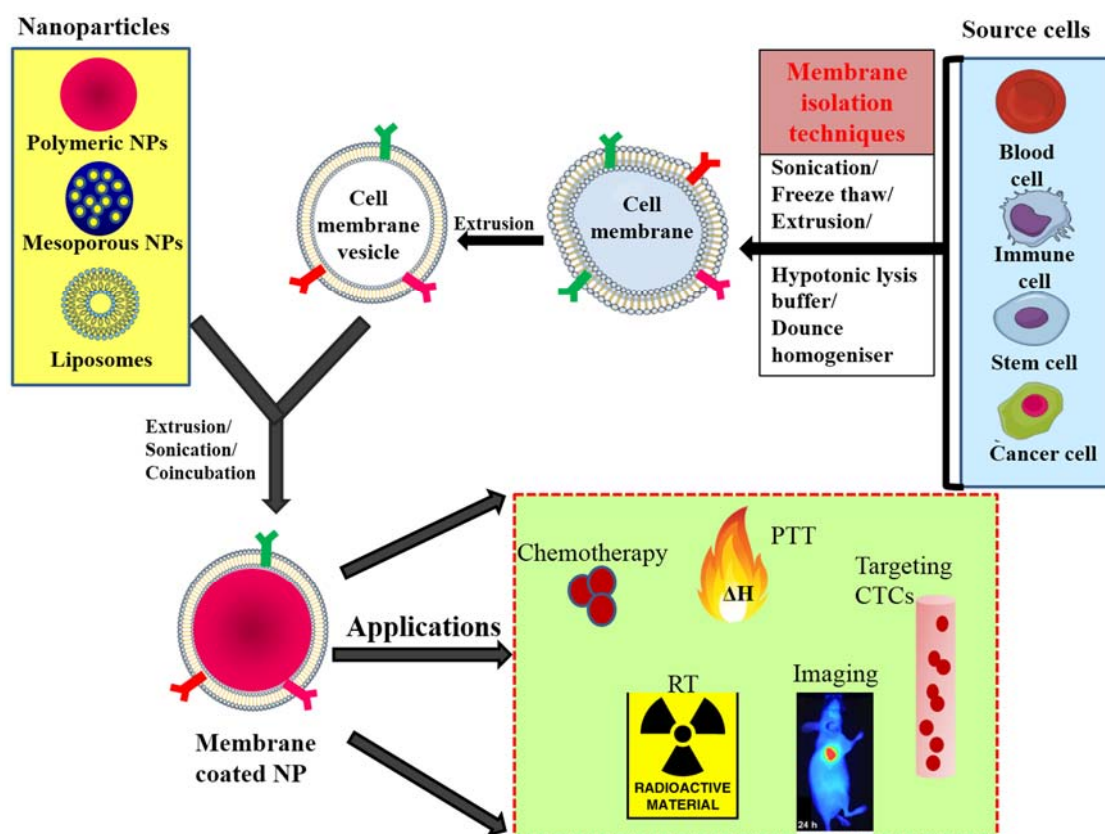 Nanoparticles
Polymeric NPs
Mesoporous NPs
Liposomes
Source cells
Blood
cell
Immune
cell
Stem cell
`Cancer cell
Membrane
isolation
techniques
Sonication/
Freeze thaw/
Extrusion/
Hypotonic lysis
buffer/
Dounce
homogeniser
Cell
membrane
Extrusion
Cell
membrane
vesicle
Extrusion/
Sonication/
Coincubation
Membrane
coated NP
Applications
Chemotherapy
PTT
ΔH
Targeting
CTCs
RT
RADIOACTIVE
MATERIAL
Imaging
24 h